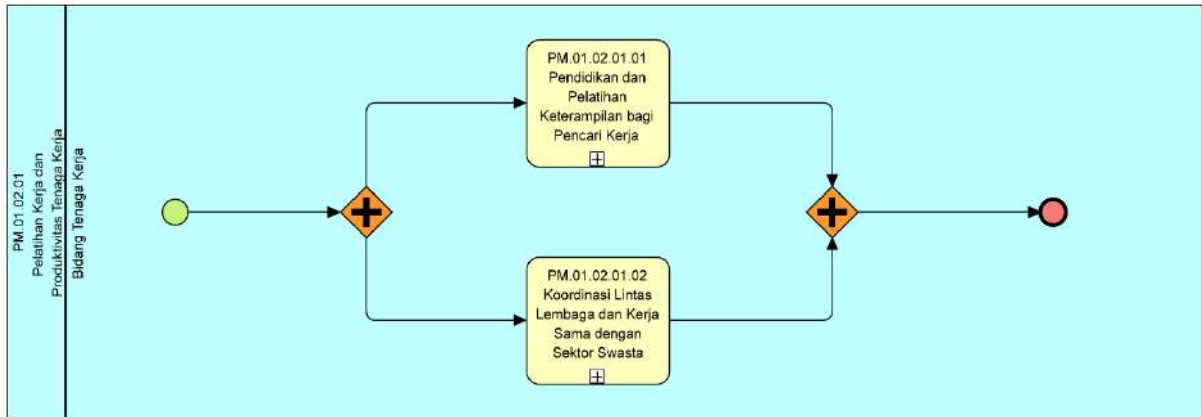 PM.01.02.01
Pelatihan Kerja dan
Produktivitas Tenaga Kerja
Bidang Tenaga Kerja
PM.01.02.01.01
Pendidikan dan
Pelatihan
Keterampilan bagi
Pencari Kerja
PM.01.02.01.02
Koordinasi Lintas
Lembaga dan Kerja
Sama dengan
Sektor Swasta